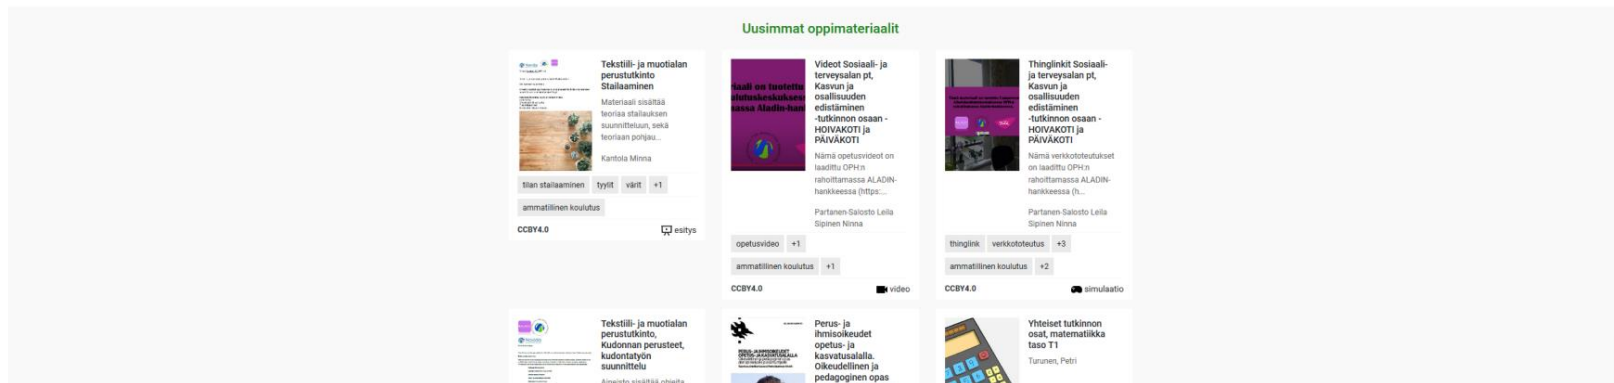 Uusimmat oppimateriaalit
Tekstiili- ja muotialan
perustutkinto
Stailaaminen
Materiaali sisältää
teoriaa stailauksen
suunnitteluun, sekä
teoriaan pohjau...
Kantola Minna
tilan stailaaminen tyylit värit +1
ammatillinen koulutus
CCBY4.0 esitys
Videot Sosiaali- ja
terveysalan pt,
Kasvun ja
osallisuuden
edistäminen
-tutkinnon osaan -
HOIVAKOTI ja
PÄIVÄKOTI
Nämä opetusvideot on
laadittu OPH:n
rahoittamassa ALADIN-
hankkeessa (https:...
Partanen-Salosto Leila
Sipinen Ninna
opetusvideo +1
ammatillinen koulutus +1
CCBY4.0 video
Thinglinkit Sosiaali-
ja terveysalan pt,
Kasvun ja
osallisuuden
edistäminen
-tutkinnon osaan -
HOIVAKOTI ja
PÄIVÄKOTI
Nämä verkkototeutukset
on laadittu OPH:n
rahoittamassa ALADIN-
hankkeessa (h...
Partanen-Salosto Leila
Sipinen Ninna
thinglink verkkototeutus +3
ammatillinen koulutus +2
CCBY4.0 simulaatio
Tekstiili- ja muotialan
perustutkinto,
Kudonnan perusteet,
kudontatyön
suunnittelu
Aineisto sisältää ohjeita
Perus- ja
ihmisoikeudet
opetus- ja
kasvatusalalla.
Oikeudellinen ja
pedagoginen opas
Yhteiset tutkinnon
osat, matematiikka
taso T1
Turunen, Petri